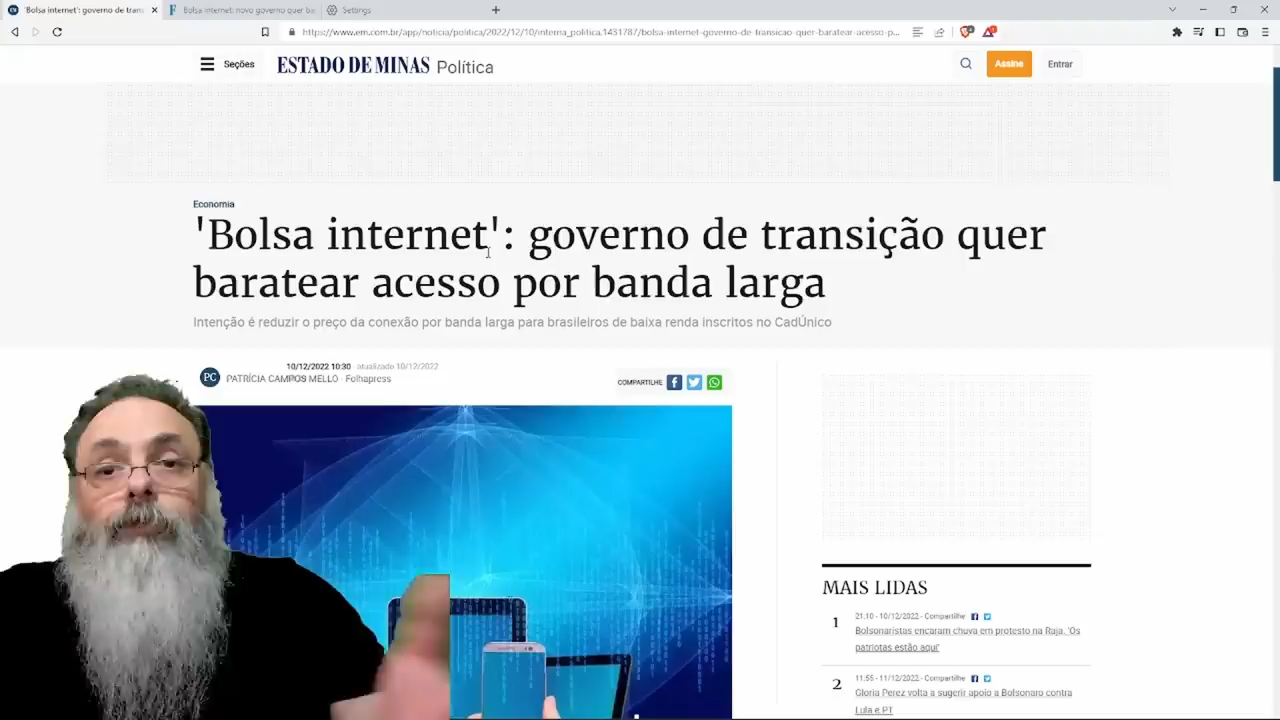 'Bolsa internet': governo de tran
'Bolsa internet: novo governo quer ba
Settings
https://www.em.com.br/app/noticia/politica/2022/12/10/interna_politica,1431787/bolsa-internet-governo-de-transicao-quer-baratear-acesso-p...
Seções
ESTADO DE MINAS Política
Assine
Entrar
Economia
'Bolsa internet': governo de transição quer
baratear acesso por banda larga
Intenção é reduzir o preço da conexão por banda larga para brasileiros de baixa renda inscritos no CadÚnico
10/12/2022 10:30 atualizado 10/12/2022
PC
PATRÍCIA CAMPOS MELLO - Folhapress
COMPARTILHE
MAIS LIDAS
1
21:10 - 10/12/2022 - Compartilhe
Bolsonaristas encaram chuva em protesto na Raja. 'Os
patriotas estão aqui'
2
11:55 - 11/12/2022 - Compartilhe
Gloria Perez volta a sugerir apoio a Bolsonaro contra
Lula e PT